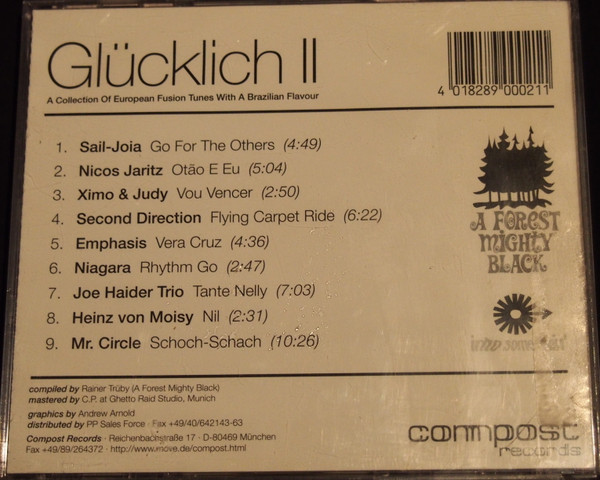 Glücklich II
A Collection Of European Fusion Tunes With A Brazilian Flavour
4 018289 000211
1. Sail-Joia Go For The Others (4:49)
2. Nicos Jaritz Otão E Eu (5:04)
3. Ximo & Judy Vou Vencer (2:50)
4. Second Direction Flying Carpet Ride (6:22)
5. Emphasis Vera Cruz (4:36)
6. Niagara Rhythm Go (2:47)
7. Joe Haider Trio Tante Nelly (7:03)
8. Heinz von Moisy Nil (2:31)
9. Mr. Circle Schoch-Schach (10:26)
A FOREST
MIGHTY
BLACK
compiled by Rainer Trüby (A Forest Mighty Black)
mastered by C.P. at Ghetto Raid Studio, Munich
graphics by Andrew Arnold
distributed by PP Sales Force · Fax +49/40/642143-63
Compost Records · Reichenbachstraße 17 · D-80469 München
Fax +49/89/264372 · http://www.move.de/compost.html
compost
records